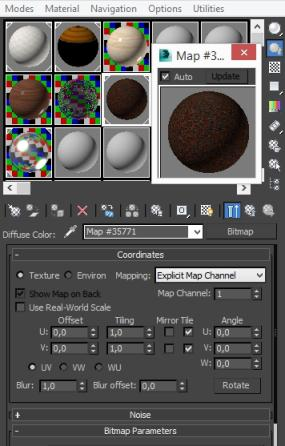 Modes Material Navigation Options Utilities
Map #3...
Auto Update
Diffuse Color: Map #35771 Bitmap
- Coordinates
Texture Environ Mapping: Explicit Map Channel
Show Map on Back Map Channel: 1
Use Real-World Scale
Offset Tiling Mirror Tile Angle
U: 0,0 1,0 U: 0,0
V: 0,0 1,0 V: 0,0
W: 0,0
UV VW WU
Blur: 1,0 Blur offset: 0,0 Rotate
+ Noise
- Bitmap Parameters